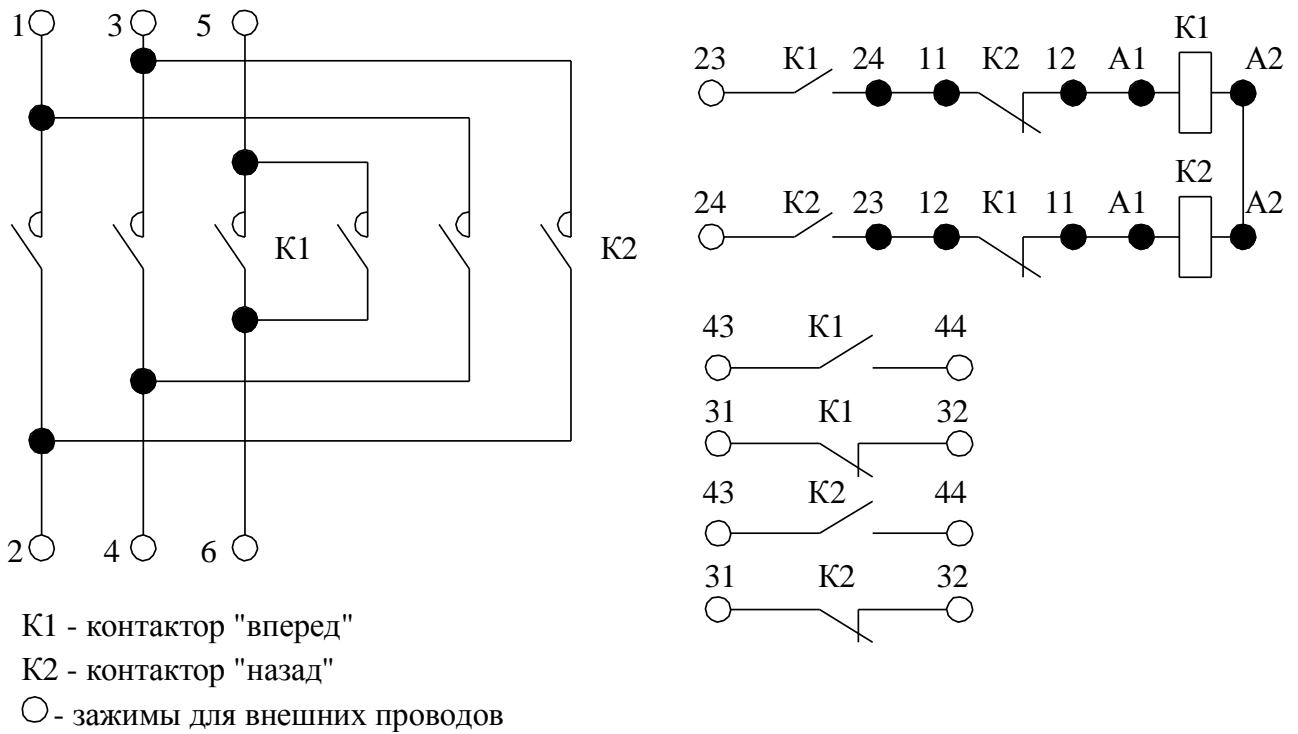 1 3 5
К1 К2
2 4 6
К1 - контактор "вперед"
К2 - контактор "назад"
- зажимы для внешних проводов
23 К1 24 11 К2 12 А1 К1 А2
24 К2 23 12 К1 11 А1 К2 А2
43 К1 44
31 К1 32
43 К2 44
31 К2 32